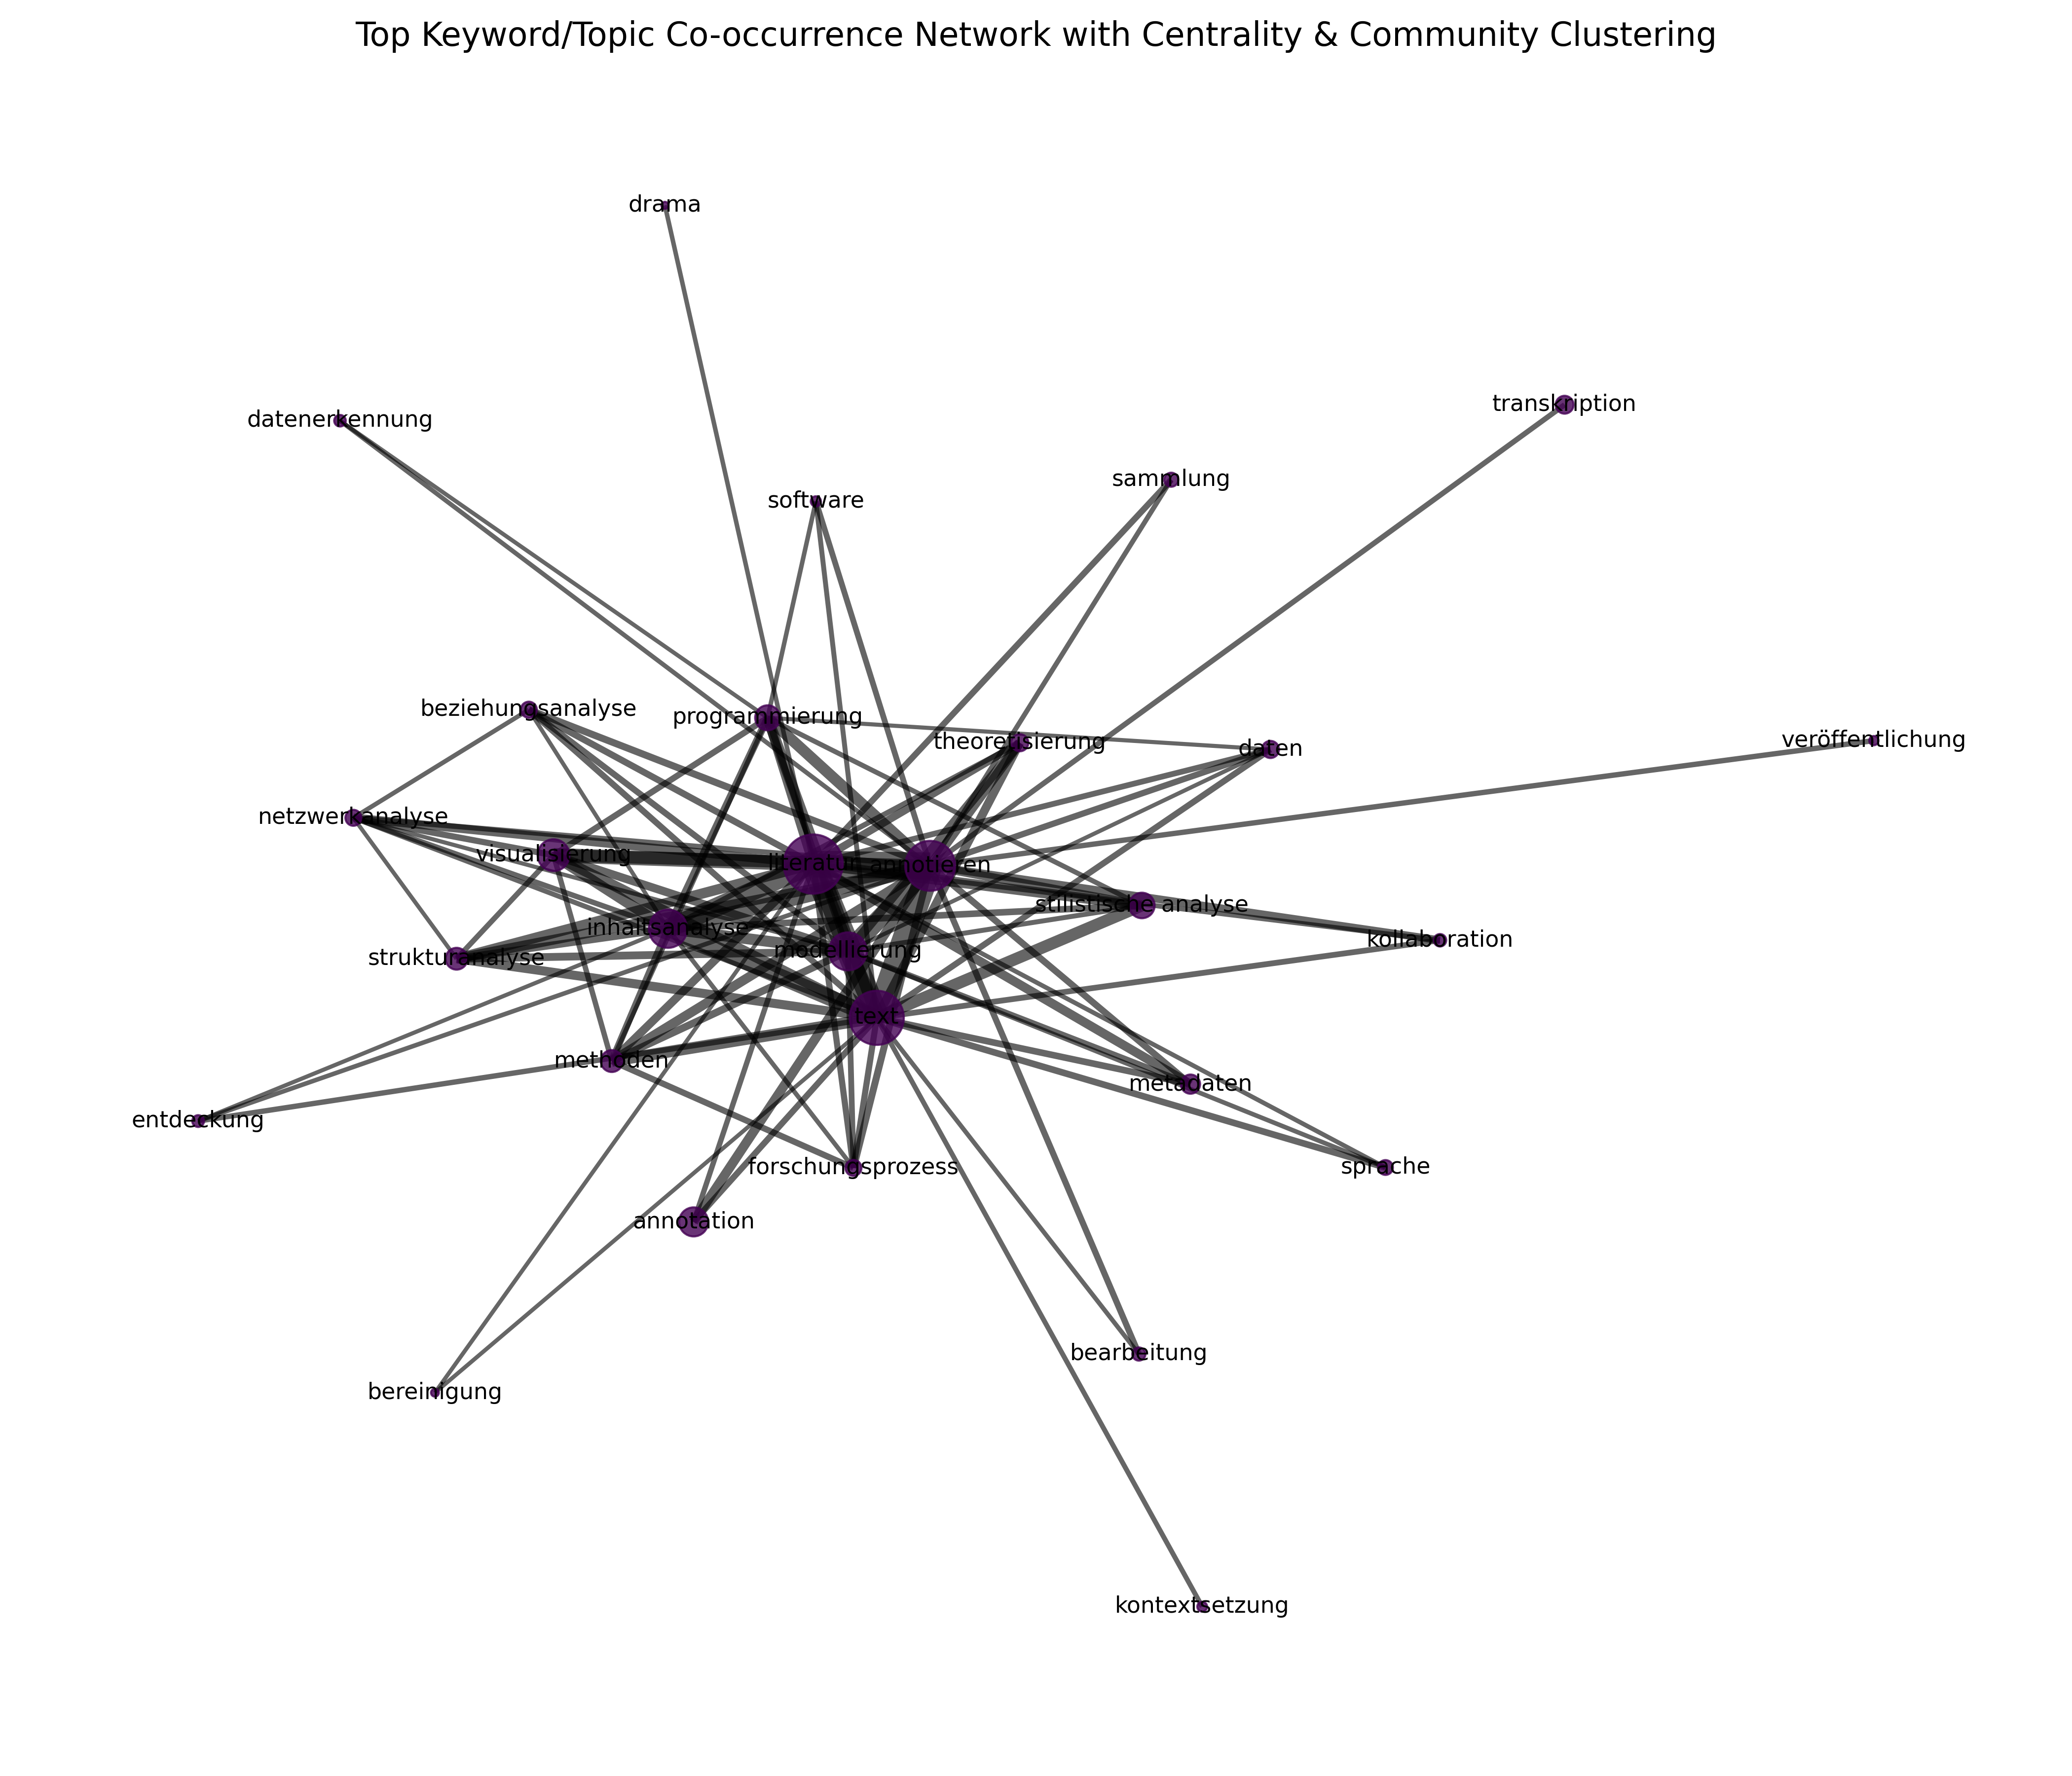 Top Keyword/Topic Co-occurrence Network with Centrality & Community Clustering
drama
transkription
datenerkennung
sammlung
software
beziehungsanalyse
programmierung
theoretisierung
daten
veröffentlichung
netzwerkanalyse
visualisierung
literatur
annotieren
stilistische analyse
inhaltsanalyse
kollaboration
modellierung
strukturanalyse
text
methoden
metadaten
entdeckung
forschungsprozess
sprache
annotation
bearbeitung
bereinigung
kontextsetzung